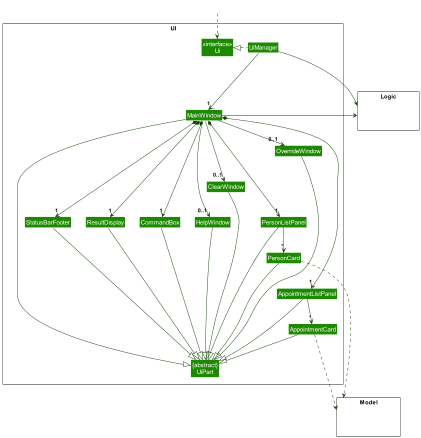 UI
«interface»
Ui
UiManager
Logic
1
MainWindow
0..1
OverrideWindow
0..1
ClearWindow
1
1
1
0..1
1
StatusBarFooter
ResultDisplay
CommandBox
HelpWindow
PersonListPanel
*
PersonCard
1
AppointmentListPanel
*
AppointmentCard
{abstract}
UiPart
Model